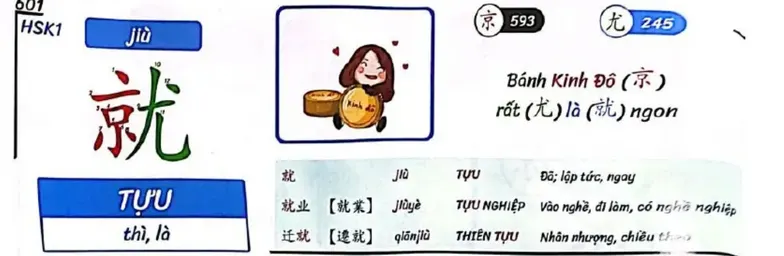 601
HSK1
jiù
就
TỰU
thì, là
Kinh đô
京 593
尤 245
Bánh Kinh Đô (京)
rất (尤) là (就) ngon
就 jiù TỰU Đã; lập tức, ngay
就业 【就業】 jiùyè TỰU NGHIỆP Vào nghề, đi làm, có nghề nghiệp
迁就 【遷就】 qiānjiù THIÊN TỰU Nhân nhượng, chiều theo